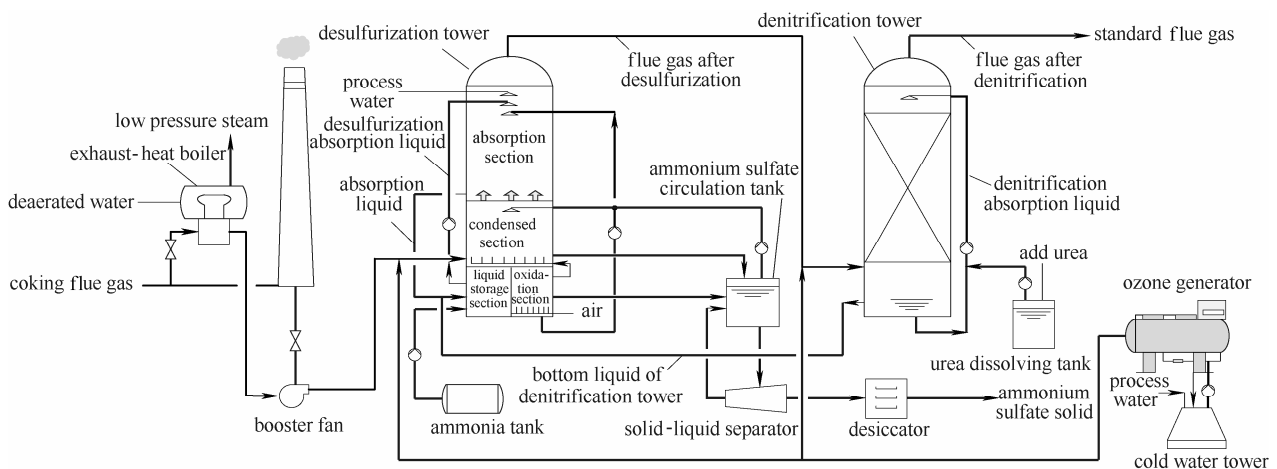 desulfurization tower
denitrification tower
standard flue gas
flue gas after
desulfurization
flue gas after
denitrification
process
water
desulfurization
absorption liquid
low pressure steam
exhaust-heat boiler
deaerated water
absorption
section
absorption
liquid
ammonium sulfate
circulation tank
denitrification
absorption liquid
condensed
section
coking flue gas
liquid
storage
section
oxida-
tion
section
air
add urea
ozone generator
urea dissolving tank
bottom liquid of
denitrification tower
process
water
ammonium
sulfate solid
booster fan
ammonia tank
solid-liquid separator
desiccator
cold water tower